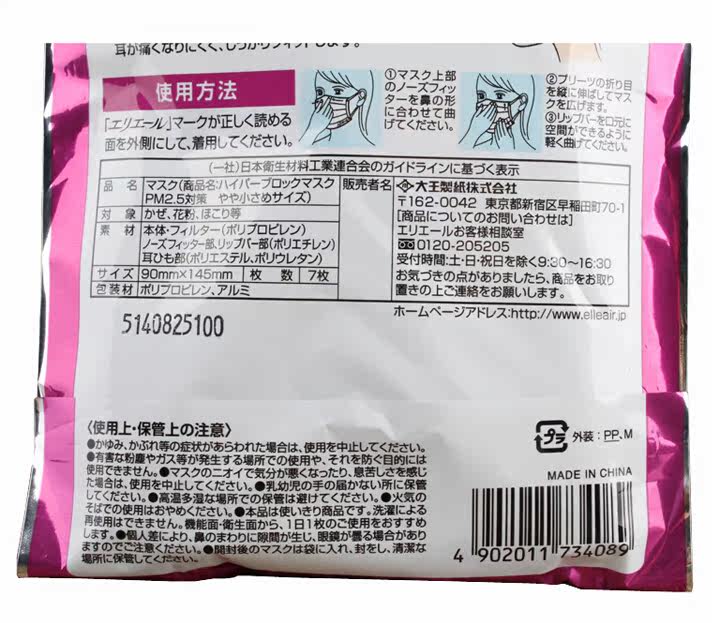 耳が痛くなりにくく、しっかりフィットします。
使用方法
「エリエール」マークが正しく読める
面を外側にして、着用してください。
①マスク上部
のノーズフィッ
ターを鼻の形
に合わせて曲
げてください。
②プリーツの折り目
を縦に伸ばしてマス
クを広げます。
③リップバーを口元に
空間ができるように
軽く曲げてください。
(一社)日本衛生材料工業連合会のガイドラインに基づく表示
品名 マスク(商品名:ハイパーブロックマスク
PM2.5対策 やや小さめサイズ)
対象 かぜ、花粉、ほこり等
素材 本体・フィルター(ポリプロピレン)
ノーズフィッター部、リップバー部(ポリエチレン)
耳ひも部(ポリエステル、ポリウレタン)
サイズ 90mm×145mm 枚数 7枚
包装材 ポリプロピレン、アルミ
販売者名 大王製紙株式会社
〒162-0042 東京都新宿区早稲田町70-1
[商品についてのお問い合わせは]
エリエールお客様相談室
0120-205205
受付時間:土・日・祝日を除く9:30~16:30
お気づきの点がありましたら、商品をお取り
置きの上ご連絡をお願いします。
ホームページアドレス:http://www.elleair.jp
5140825100
〈使用上・保管上の注意〉
●かゆみ、かぶれ等の症状があらわれた場合は、使用を中止してください。
●有害な粉塵やガス等が発生する場所での使用や、それを防ぐ目的には
使用できません。●マスクのニオイで気分が悪くなったり、息苦しさを感じ
た場合は、使用を中止してください。●乳幼児の手の届かない所に保管
してください。●高温多湿な場所での保管は避けてください。●火気の
そばでの使用はおやめください。●本品は使いきり商品です。洗濯による
再使用はできません。機能面・衛生面から、1日1枚のご使用をおすすめ
します。●個人差により、鼻のまわりに隙間が生じ、眼鏡が曇る場合があり
ますのでご注意ください。●開封後のマスクは袋に入れ、封をし、清潔な
場所に保管してください。
プラ 外装:PP、M
MADE IN CHINA
4 902011 734089